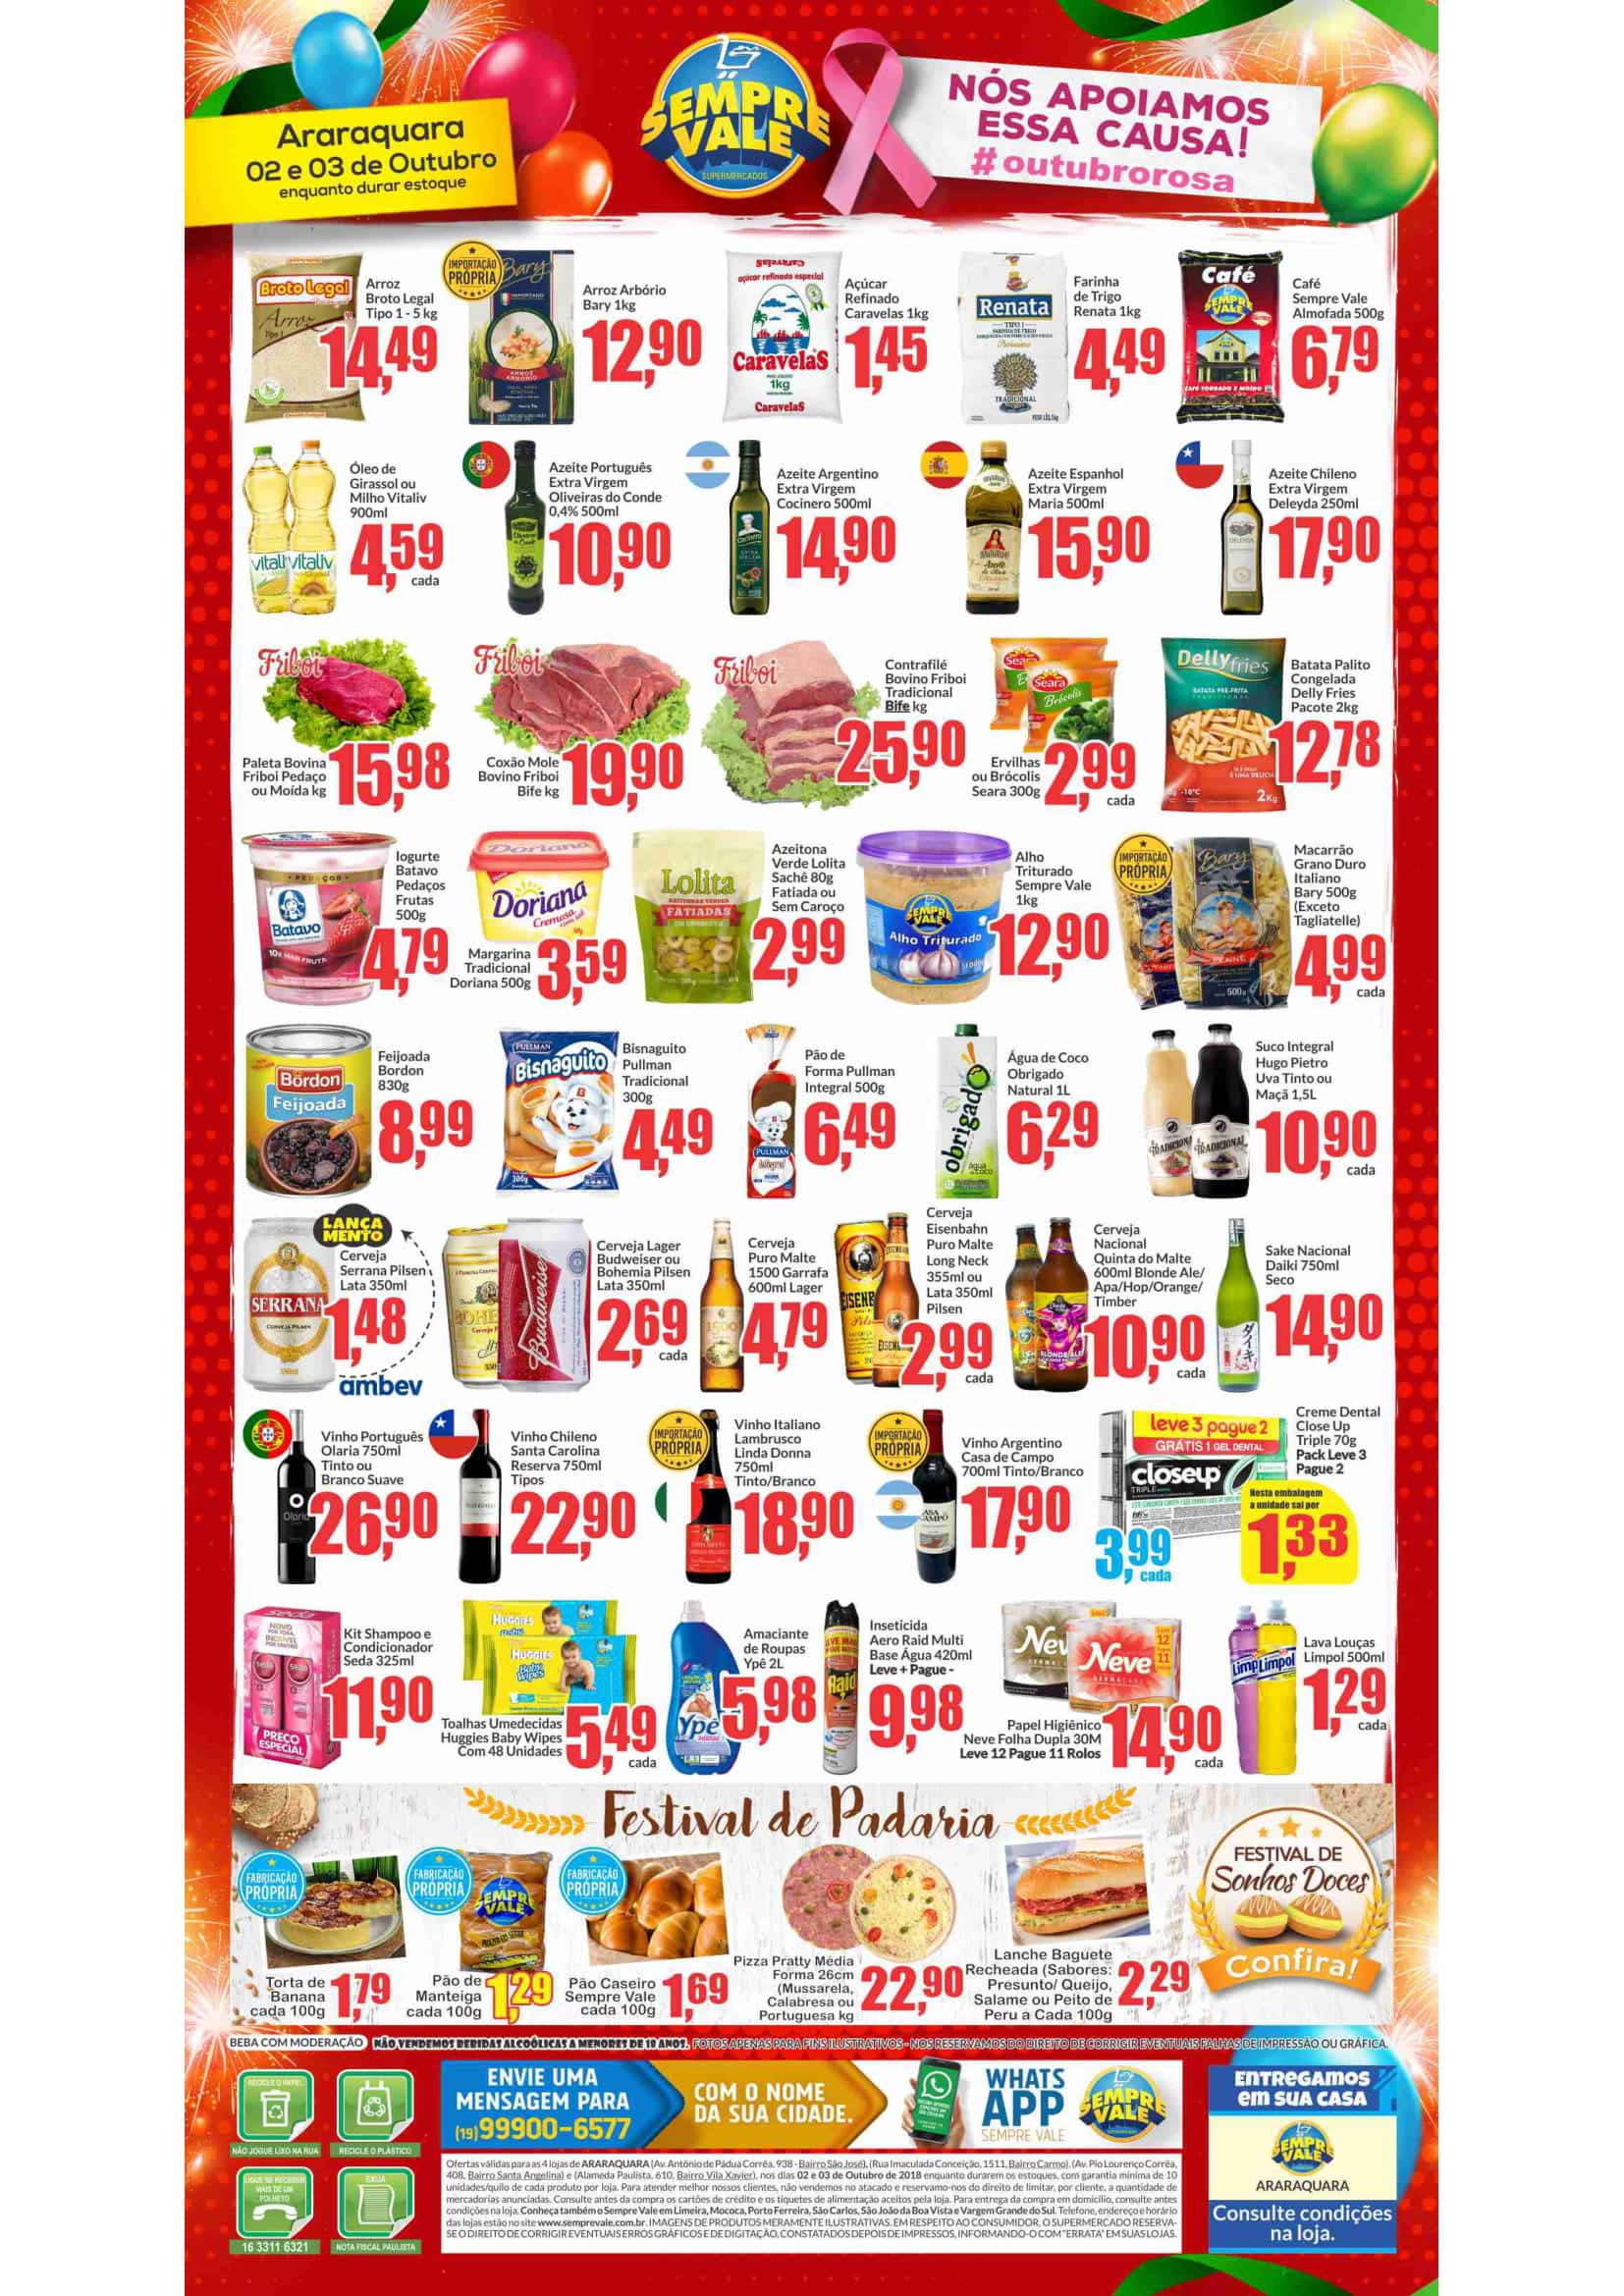 Araraquara
02 e 03 de Outubro
enquanto durar estoque
SEMPRE
VALE
SUPERMERCADOS
NÓS APOIAMOS
ESSA CAUSA!
#outubrorosa
Arroz
Broto Legal
Tipo 1 - 5 kg
14,49
IMPORTAÇÃO
PRÓPRIA
Arroz Arbório
Bary 1kg
12,90
Açúcar
Refinado
Caravelas 1kg
1,45
Farinha
de Trigo
Renata 1kg
4,49
Café
Sempre Vale
Almofada 500g
6,79
Óleo de
Girassol ou
Milho Vitaliv
900ml
4,59
cada
Azeite Português
Extra Virgem
Oliveiras do Conde
0,4% 500ml
10,90
Azeite Argentino
Extra Virgem
Cocinero 500ml
14,90
Azeite Espanhol
Extra Virgem
Maria 500ml
15,90
Azeite Chileno
Extra Virgem
Deleyda 250ml
17,90
Friboi
Paleta Bovina
Friboi Pedaço
ou Moída kg
15,98
Friboi
Coxão Mole
Bovino Friboi
Bife kg
19,90
Friboi
Contrafilé
Bovino Friboi
Tradicional
Bife kg
25,90
Ervilhas
ou Brócolis
Seara 300g
2,99
cada
Batata Palito
Congelada
Delly Fries
Pacote 2kg
12,78
Iogurte
Batavo
Pedaços
Frutas
500g
4,79
Margarina
Tradicional
Doriana 500g
3,59
Azeitona
Verde Lolita
Sachê 80g
Fatiada ou
Sem Caroço
2,99
Alho
Triturado
Sempre Vale
1kg
12,90
IMPORTAÇÃO
PRÓPRIA
Macarrão
Grano Duro
Italiano
Bary 500g
(Exceto
Tagliatelle)
4,99
cada
Feijoada
Bordon
830g
8,99
Bisnaguito
Pullman
Tradicional
300g
4,49
Pão de
Forma Pullman
Integral 500g
6,49
Água de Coco
Obrigado
Natural 1L
6,29
Suco Integral
Hugo Pietro
Uva Tinto ou
Maçã 1,5L
10,90
cada
LANÇA
MENTO
Cerveja
Serrana Pilsen
Lata 350ml
1,48
ambev
Cerveja Lager
Budweiser ou
Bohemia Pilsen
Lata 350ml
2,69
cada
Cerveja
Puro Malte
1500 Garrafa
600ml Lager
4,79
Cerveja
Eisenbahn
Puro Malte
Long Neck
355ml ou
Lata 350ml
Pilsen
2,99
cada
Cerveja
Nacional
Quinta do Malte
600ml Blonde Ale/
Apa/Hop/Orange/
Timber
10,90
cada
Sake Nacional
Daiki 750ml
Seco
14,90
Vinho Português
Olaria 750ml
Tinto ou
Branco Suave
26,90
Vinho Chileno
Santa Carolina
Reserva 750ml
Tipos
22,90
IMPORTAÇÃO
PRÓPRIA
Vinho Italiano
Lambrusco
Linda Donna
750ml
Tinto/Branco
18,90
IMPORTAÇÃO
PRÓPRIA
Vinho Argentino
Casa de Campo
700ml Tinto/Branco
17,90
leve 3 pague 2
GRÁTIS 1 GEL DENTAL
closeup
TRIPLE
Creme Dental
Close Up
Triple 70g
Pack Leve 3
Pague 2
3,99
cada
Nesta embalagem
a unidade sai por
1,33
Kit Shampoo e
Condicionador
Seda 325ml
11,90
Toalhas Umedecidas
Huggies Baby Wipes
Com 48 Unidades
5,49
cada
Amaciante
de Roupas
Ypê 2L
5,98
Inseticida
Aero Raid Multi
Base Água 420ml
Leve + Pague -
9,98
Papel Higiênico
Neve Folha Dupla 30M
Leve 12 Pague 11 Rolos
14,90
cada
Lava Louças
Limpol 500ml
1,29
cada
Festival de Padaria
FABRICAÇÃO
PRÓPRIA
Torta de
Banana
cada 100g
1,79
FABRICAÇÃO
PRÓPRIA
Pão de
Manteiga
cada 100g
1,29
FABRICAÇÃO
PRÓPRIA
Pão Caseiro
Sempre Vale
cada 100g
1,69
Pizza Pratty Média
Forma 26cm
(Mussarela,
Calabresa ou
Portuguesa kg
22,90
Lanche Baguete
Recheada (Sabores:
Presunto/ Queijo,
Salame ou Peito de
Peru a Cada 100g
2,29
FESTIVAL DE
Sonhos Doces
Confira!
BEBA COM MODERAÇÃO NÃO VENDEMOS BEBIDAS ALCOÓLICAS A MENORES DE 18 ANOS. FOTOS APENAS PARA FINS ILUSTRATIVOS - NOS RESERVAMOS DO DIREITO DE CORRIGIR EVENTUAIS FALHAS DE IMPRESSÃO OU GRÁFICA.
RECICLE O PAPEL
NÃO JOGUE LIXO NA RUA
RECICLE O PLÁSTICO
16 3311 6321
EXIJA
NOTA FISCAL PAULISTA
ENVIE UMA
MENSAGEM PARA
(19) 99900-6577
COM O NOME
DA SUA CIDADE.
WHATS
APP
SEMPRE VALE
SEMPRE
VALE
Ofertas válidas para as 4 lojas de ARARAQUARA (Av. Antônio de Pádua Corrêa, 938 - Bairro São José), (Rua Imaculada Conceição, 1511, Bairro Carmo), (Av. Pio Lourenço Corrêa,
408, Bairro Santa Angelina) e (Alameda Paulista, 610, Bairro Vila Xavier), nos dias 02 e 03 de Outubro de 2018 enquanto durarem os estoques, com garantia mínima de 10
unidades/quilo de cada produto por loja. Para atender melhor nossos clientes, não vendemos no atacado e reservamo-nos do direito de limitar, por cliente, a quantidade de
mercadorias anunciadas. Consulte antes da compra os cartões de crédito e os tíquetes de alimentação aceitos pela loja. Para entrega da compra em domicílio, consulte antes
condições na loja. Conheça também o Sempre Vale em Limeira, Mococa, Porto Ferreira, São Carlos, São João da Boa Vista e Vargem Grande do Sul. Telefone, endereço e horário
das lojas estão no site www.semprevale.com.br. IMAGENS DE PRODUTOS MERAMENTE ILUSTRATIVAS. EM RESPEITO AO CONSUMIDOR, O SUPERMERCADO RESERVA-
SE O DIREITO DE CORRIGIR EVENTUAIS ERROS GRÁFICOS E DE DIGITAÇÃO, CONSTATADOS DEPOIS DE IMPRESSOS, INFORMANDO-O COM "ERRATA" EM SUAS LOJAS.
ENTREGAMOS
EM SUA CASA
SEMPRE
VALE
ARARAQUARA
Consulte condições
na loja.